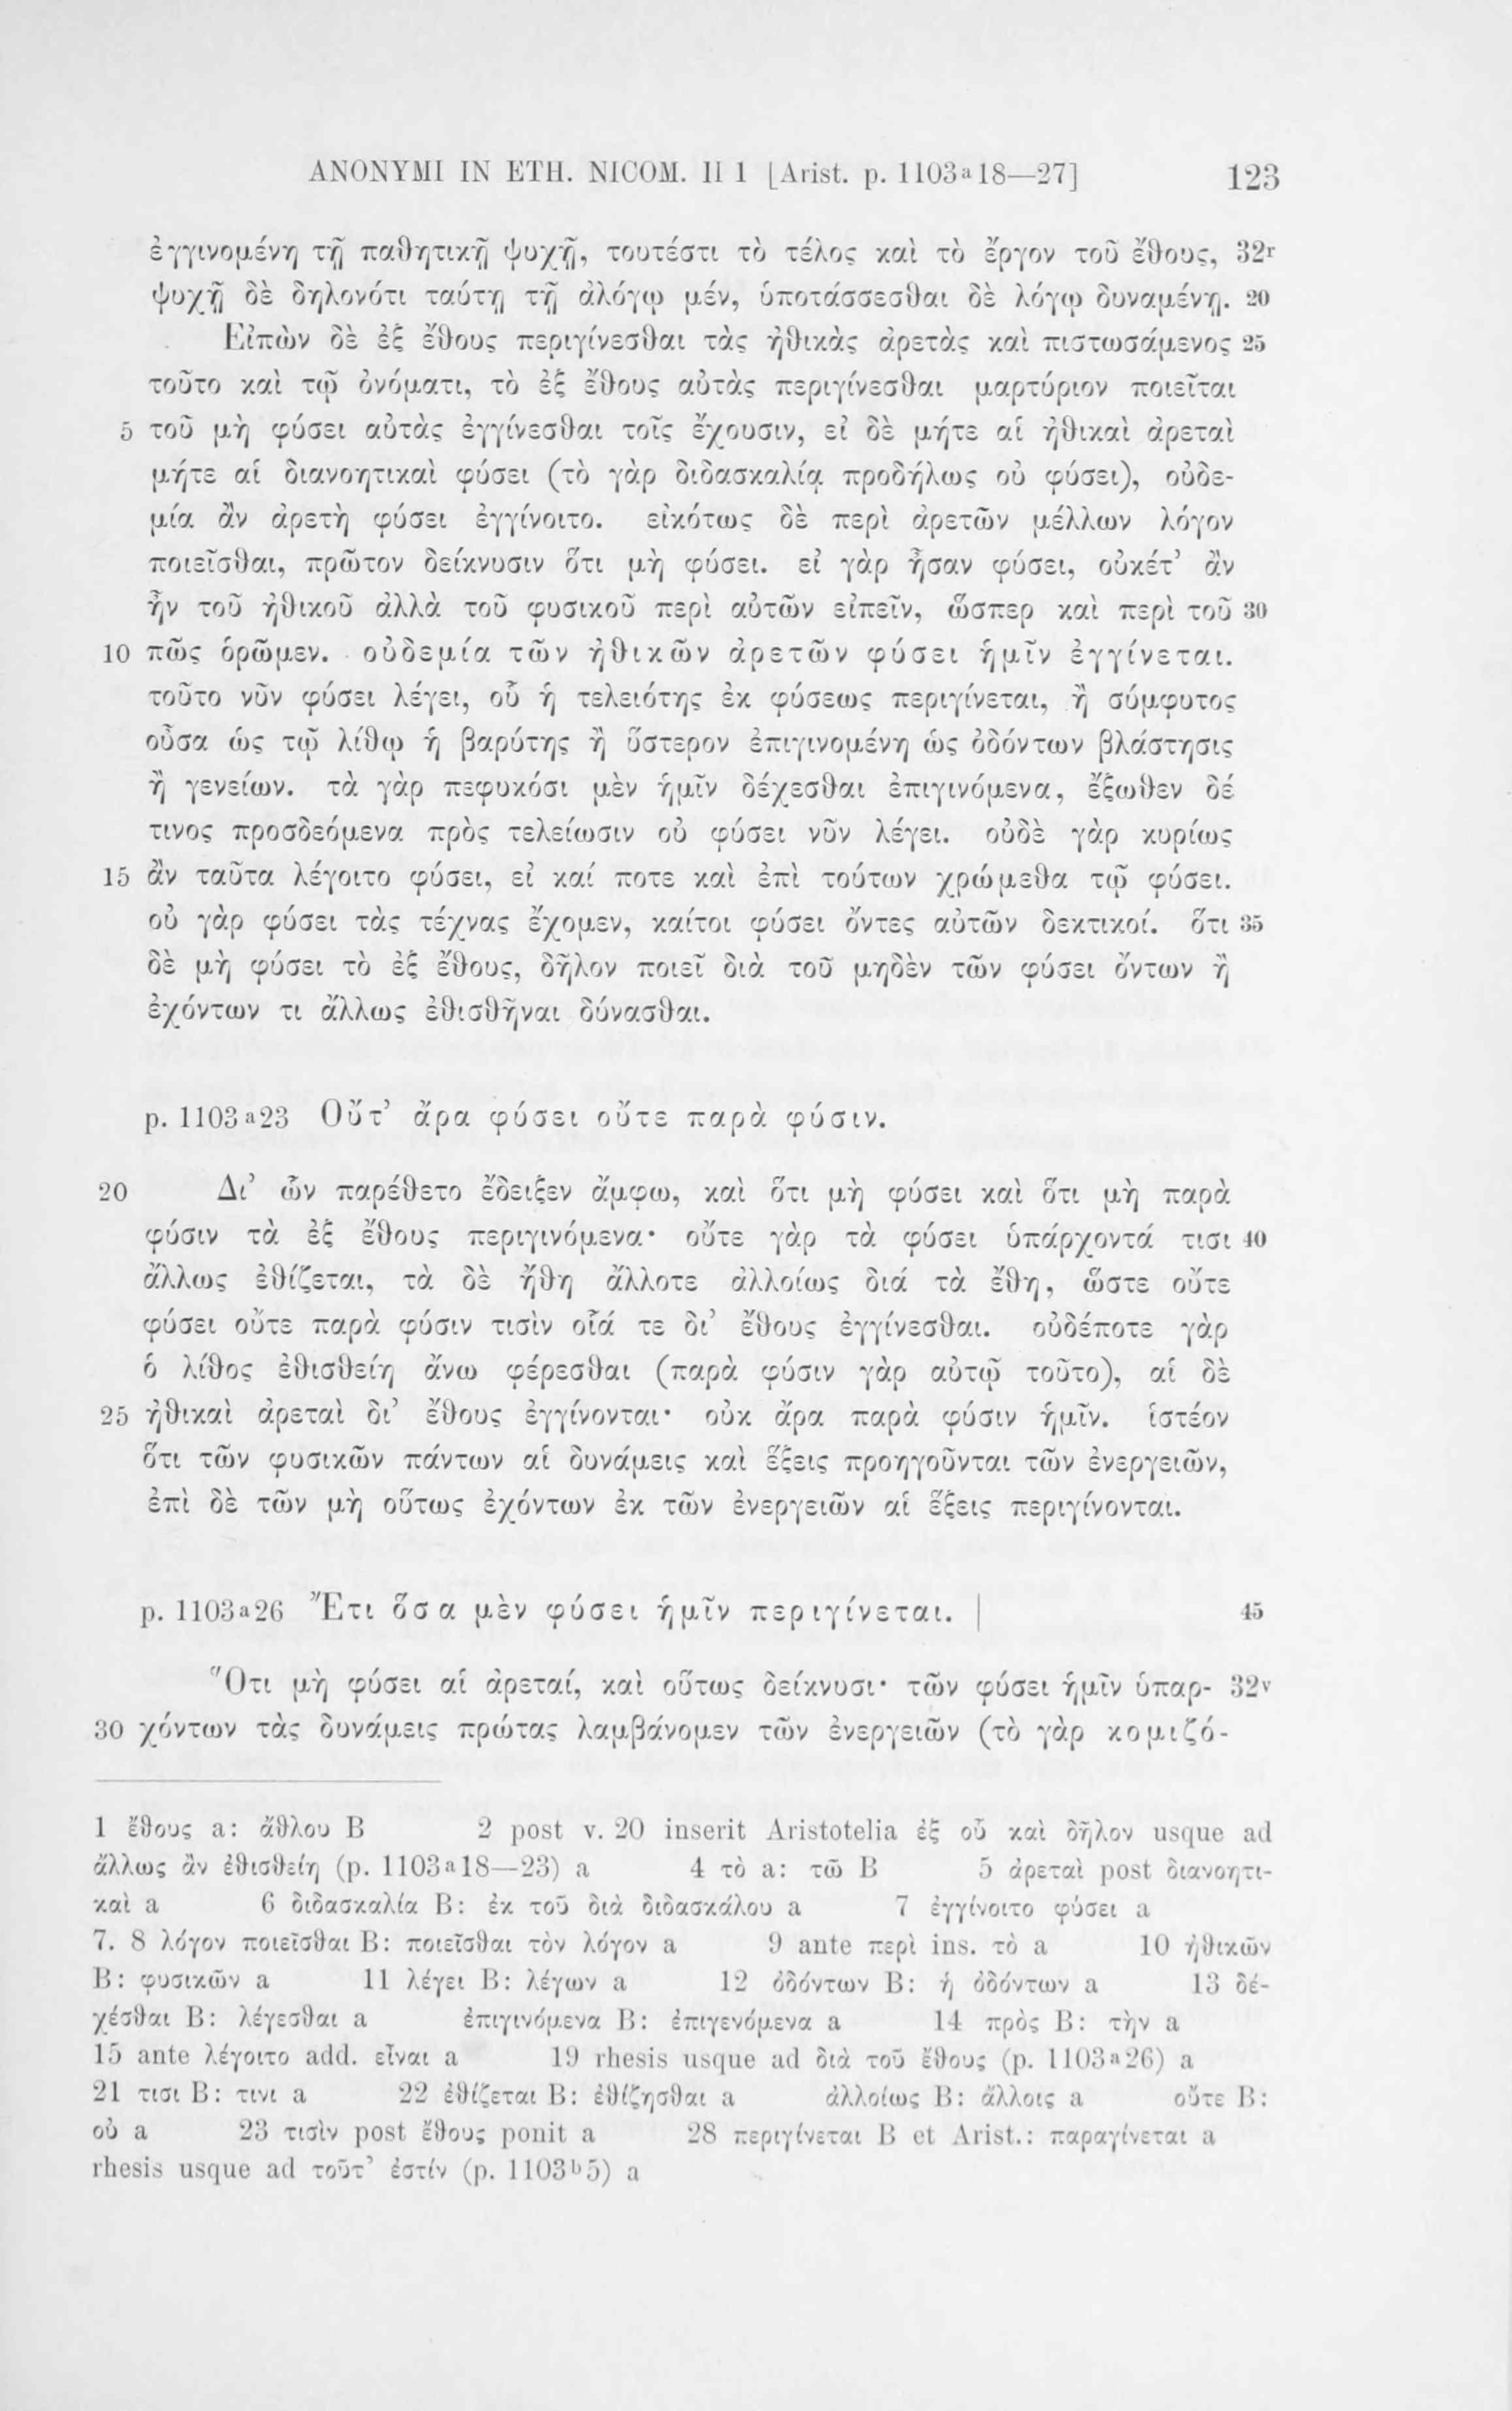 ANONYMI IN ETH. NICOM. II 1 [Arist. p. 1103a18—27] 123
ἐγγινομένη τῇ παθητικῇ ψυχῇ, τουτέστι τὸ τέλος καὶ τὸ ἔργον τοῦ ἔθους, 32r
ψυχῇ δὲ δηλονότι ταύτῃ τῇ ἀλόγῳ μέν, ὑποτάσσεσθαι δὲ λόγῳ δυναμένῃ. 20
Εἰπὼν δὲ ἐξ ἔθους περιγίνεσθαι τὰς ἠθικὰς ἀρετὰς καὶ πιστωσάμενος 25
τοῦτο καὶ τῷ ὀνόματι, τὸ ἐξ ἔθους αὐτὰς περιγίνεσθαι μαρτύριον ποιεῖται
5 τοῦ μὴ φύσει αὐτὰς ἐγγίνεσθαι τοῖς ἔχουσιν, εἰ δὲ μήτε αἱ ἠθικαὶ ἀρεταὶ
μήτε αἱ διανοητικαὶ φύσει (τὸ γὰρ διδασκαλίᾳ προδήλως οὐ φύσει), οὐδε-
μία ἂν ἀρετὴ φύσει ἐγγίνοιτο. εἰκότως δὲ περὶ ἀρετῶν μέλλων λόγον
ποιεῖσθαι, πρῶτον δείκνυσιν ὅτι μὴ φύσει. εἰ γὰρ ἦσαν φύσει, οὐκέτ’ ἂν
ἦν τοῦ ἠθικοῦ ἀλλὰ τοῦ φυσικοῦ περὶ αὐτῶν εἰπεῖν, ὥσπερ καὶ περὶ τοῦ 30
10 πῶς ὁρῶμεν. οὐδεμία τῶν ἠθικῶν ἀρετῶν φύσει ἡμῖν ἐγγίνεται.
τοῦτο νῦν φύσει λέγει, οὗ ἡ τελειότης ἐκ φύσεως περιγίνεται, ἢ σύμφυτος
οὖσα ὡς τῷ λίθῳ ἡ βαρύτης ἢ ὕστερον ἐπιγινομένη ὡς ὀδόντων βλάστησις
ἢ γενείων. τὰ γὰρ πεφυκόσι μὲν ἡμῖν δέχεσθαι ἐπιγινόμενα, ἔξωθεν δέ
τινος προσδεόμενα πρὸς τελείωσιν οὐ φύσει νῦν λέγει. οὐδὲ γὰρ κυρίως
15 ἂν ταῦτα λέγοιτο φύσει, εἰ καί ποτε καὶ ἐπὶ τούτων χρώμεθα τῷ φύσει.
οὐ γὰρ φύσει τὰς τέχνας ἔχομεν, καίτοι φύσει ὄντες αὐτῶν δεκτικοί. ὅτι 35
δὲ μὴ φύσει τὸ ἐξ ἔθους, δῆλον ποιεῖ διὰ τοῦ μηδὲν τῶν φύσει ὄντων ἢ
ἐχόντων τι ἄλλως ἐθισθῆναι δύνασθαι.
p. 1103a23 Οὔτ’ ἄρα φύσει οὔτε παρὰ φύσιν.
20 Δι’ ὧν παρέθετο ἔδειξεν ἄμφω, καὶ ὅτι μὴ φύσει καὶ ὅτι μὴ παρὰ
φύσιν τὰ ἐξ ἔθους περιγινόμενα· οὔτε γὰρ τὰ φύσει ὑπάρχοντά τισι 40
ἄλλως ἐθίζεται, τὰ δὲ ἤθη ἄλλοτε ἀλλοίως διά τὰ ἔθη, ὥστε οὔτε
φύσει οὔτε παρὰ φύσιν τισὶν οἷά τε δι’ ἔθους ἐγγίνεσθαι. οὐδέποτε γὰρ
ὁ λίθος ἐθισθείη ἄνω φέρεσθαι (παρὰ φύσιν γὰρ αὐτῷ τοῦτο), αἱ δὲ
25 ἠθικαὶ ἀρεταὶ δι’ ἔθους ἐγγίνονται· οὐκ ἄρα παρὰ φύσιν ἡμῖν. ἰστέον
ὅτι τῶν φυσικῶν πάντων αἱ δυνάμεις καὶ ἕξεις προηγοῦνται τῶν ἐνεργειῶν,
ἐπὶ δὲ τῶν μὴ οὕτως ἐχόντων ἐκ τῶν ἐνεργειῶν αἱ ἕξεις περιγίνονται.
p. 1103a26 Ἔτι ὅσα μὲν φύσει ἡμῖν περιγίνεται. | 45
Ὅτι μὴ φύσει αἱ ἀρεταί, καὶ οὕτως δείκνυσι· τῶν φύσει ἡμῖν ὑπαρ- 32v
30 χόντων τὰς δυνάμεις πρώτας λαμβάνομεν τῶν ἐνεργειῶν (τὸ γὰρ κομιζό-
1 ἔθους a: ἄθλου B 2 post v. 20 inserit Aristotelia ἐξ οὗ καὶ δῆλον usque ad
ἄλλως ἂν ἐθισθείη (p. 1103a18—23) a 4 τὸ a: τῶ B 5 ἀρεταὶ post διανοητι-
καὶ a 6 διδασκαλία B: ἐκ τοῦ διὰ διδασκάλου a 7 ἐγγίνοιτο φύσει a
7. 8 λόγον ποιεῖσθαι B: ποιεῖσθαι τὸν λόγον a 9 ante περὶ ins. τὸ a 10 ἠθικῶν
B: φυσικῶν a 11 λέγει B: λέγων a 12 ὀδόντων B: ἡ ὀδόντων a 13 δέ-
χέσθαι B: λέγεσθαι a ἐπιγινόμενα B: ἐπιγενόμενα a 14 πρὸς B: τὴν a
15 ante λέγοιτο add. εἶναι a 19 rhesis usque ad διὰ τοῦ ἔθους (p. 1103a26) a
21 τισι B: τινι a 22 ἐθίζεται B: ἐθίζησθαι a ἀλλοίως B: ἄλλοις a οὔτε B:
οὐ a 23 τισὶν post ἔθους ponit a 28 περιγίνεται B et Arist.: παραγίνεται a
rhesis usque ad τοῦτ’ ἐστίν (p. 1103b5) a